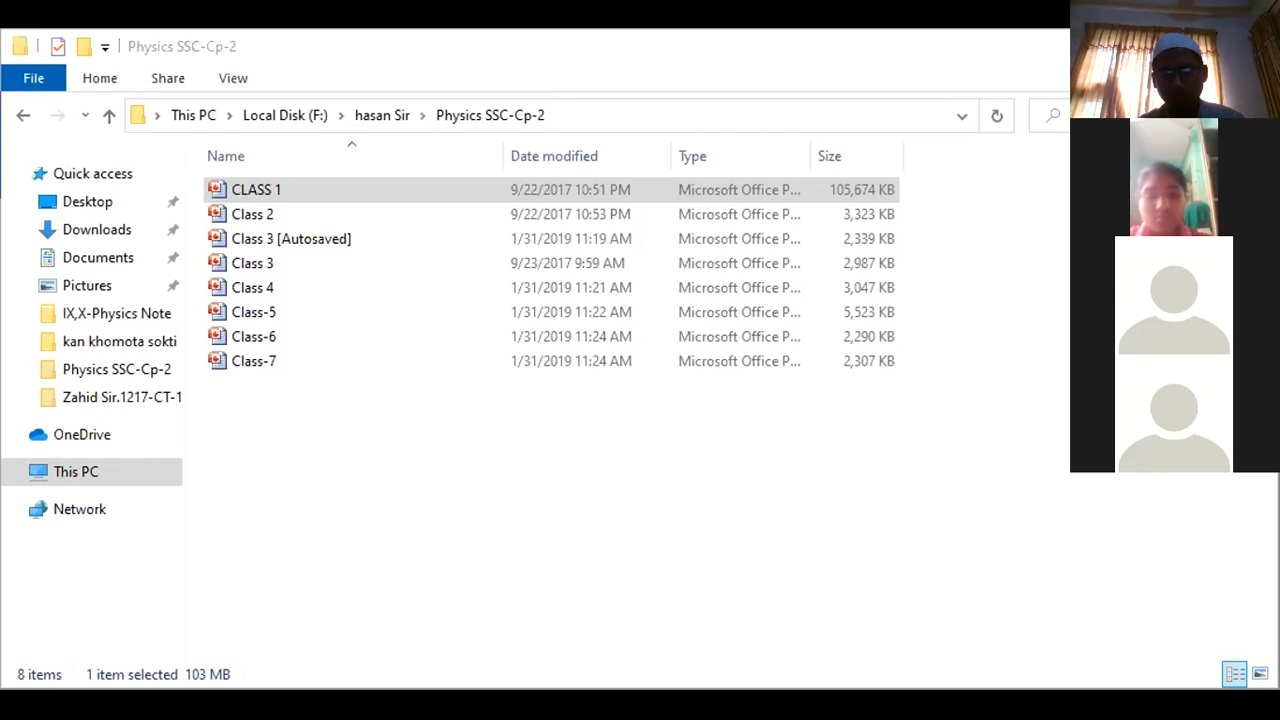 Physics SSC-Cp-2
File Home Share View
This PC Local Disk (F:) hasan Sir Physics SSC-Cp-2
Name Date modified Type Size
Quick access
Desktop
Downloads
Documents
Pictures
IX,X-Physics Note
kan khomota sokti
Physics SSC-Cp-2
Zahid Sir.1217-CT-1
OneDrive
This PC
Network
CLASS 1 9/22/2017 10:51 PM Microsoft Office P... 105,674 KB
Class 2 9/22/2017 10:53 PM Microsoft Office P... 3,323 KB
Class 3 [Autosaved] 1/31/2019 11:19 AM Microsoft Office P... 2,339 KB
Class 3 9/23/2017 9:59 AM Microsoft Office P... 2,987 KB
Class 4 1/31/2019 11:21 AM Microsoft Office P... 3,047 KB
Class-5 1/31/2019 11:22 AM Microsoft Office P... 5,523 KB
Class-6 1/31/2019 11:24 AM Microsoft Office P... 2,290 KB
Class-7 1/31/2019 11:24 AM Microsoft Office P... 2,307 KB
8 items 1 item selected 103 MB